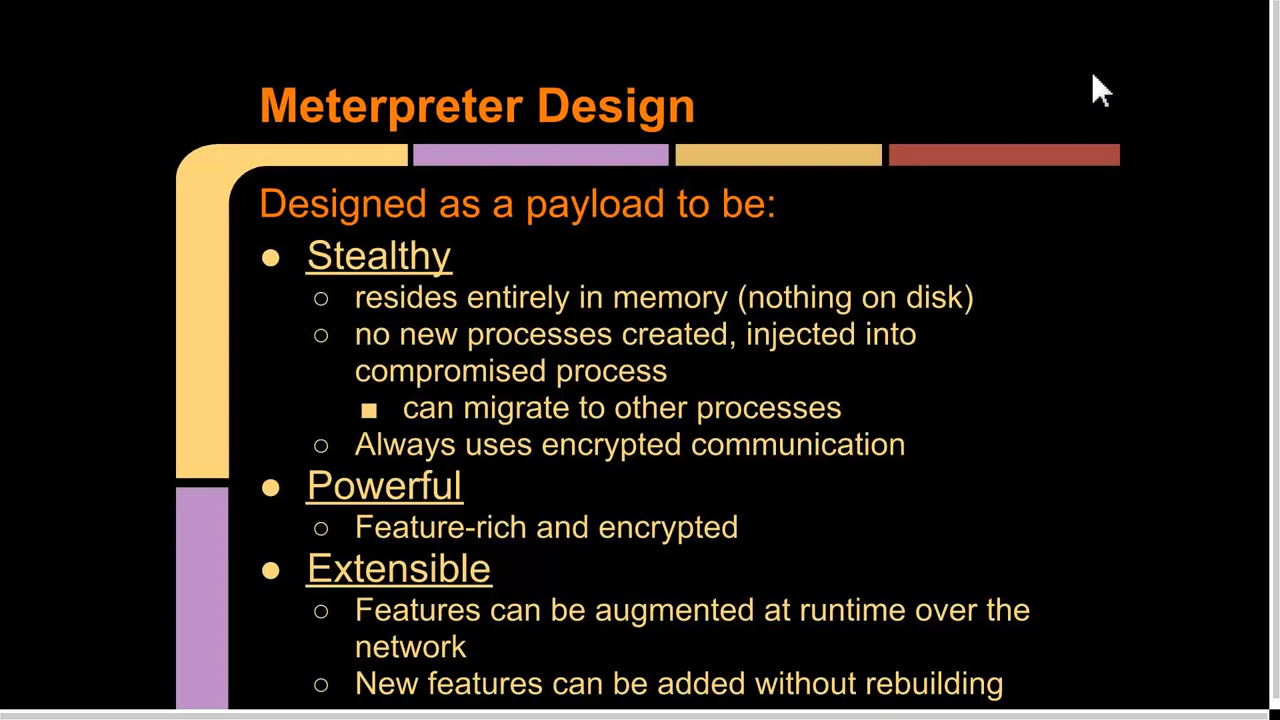 Meterpreter Design
Designed as a payload to be:
● Stealthy
○ resides entirely in memory (nothing on disk)
○ no new processes created, injected into
compromised process
■ can migrate to other processes
○ Always uses encrypted communication
● Powerful
○ Feature-rich and encrypted
● Extensible
○ Features can be augmented at runtime over the
network
○ New features can be added without rebuilding